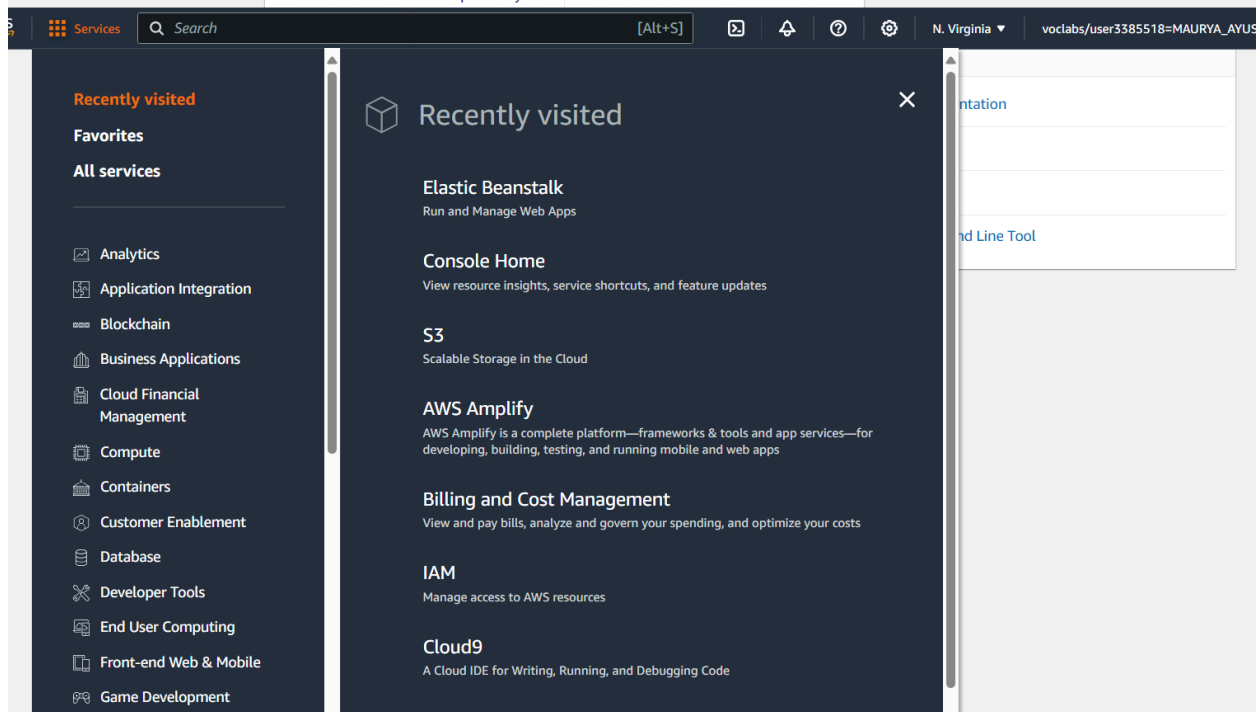 Services
Search
[Alt+S]
N. Virginia
voclabs/user3385518=MAURYA_AYUS
Recently visited
Favorites
All services
Analytics
Application Integration
Blockchain
Business Applications
Cloud Financial
Management
Compute
Containers
Customer Enablement
Database
Developer Tools
End User Computing
Front-end Web & Mobile
Game Development
Recently visited
Elastic Beanstalk
Run and Manage Web Apps
Console Home
View resource insights, service shortcuts, and feature updates
S3
Scalable Storage in the Cloud
AWS Amplify
AWS Amplify is a complete platform—frameworks & tools and app services—for
developing, building, testing, and running mobile and web apps
Billing and Cost Management
View and pay bills, analyze and govern your spending, and optimize your costs
IAM
Manage access to AWS resources
Cloud9
A Cloud IDE for Writing, Running, and Debugging Code
ntation
nd Line Tool